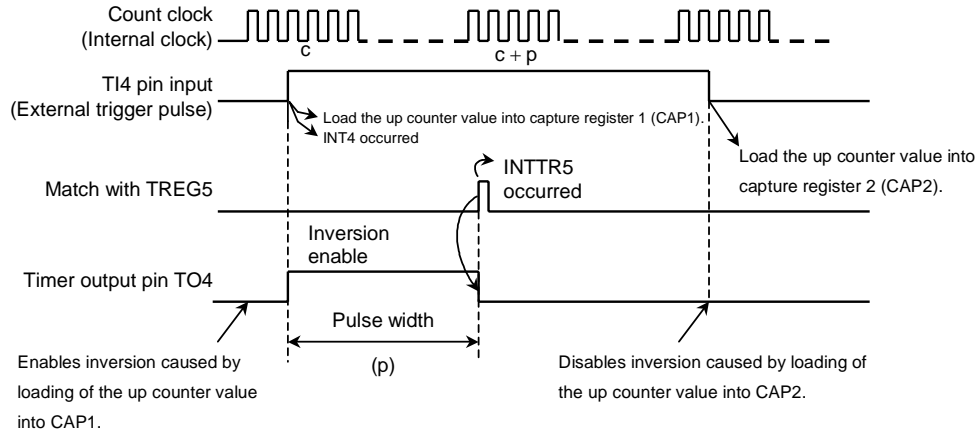 Count clock
(Internal clock)
c
c + p
TI4 pin input
(External trigger pulse)
Load the up counter value into capture register 1 (CAP1).
INT4 occurred
Load the up counter value into
capture register 2 (CAP2).
Match with TREG5
INTTR5
occurred
Inversion
enable
Timer output pin TO4
Pulse width
(p)
Enables inversion caused by
loading of the up counter value
into CAP1.
Disables inversion caused by loading of
the up counter value into CAP2.